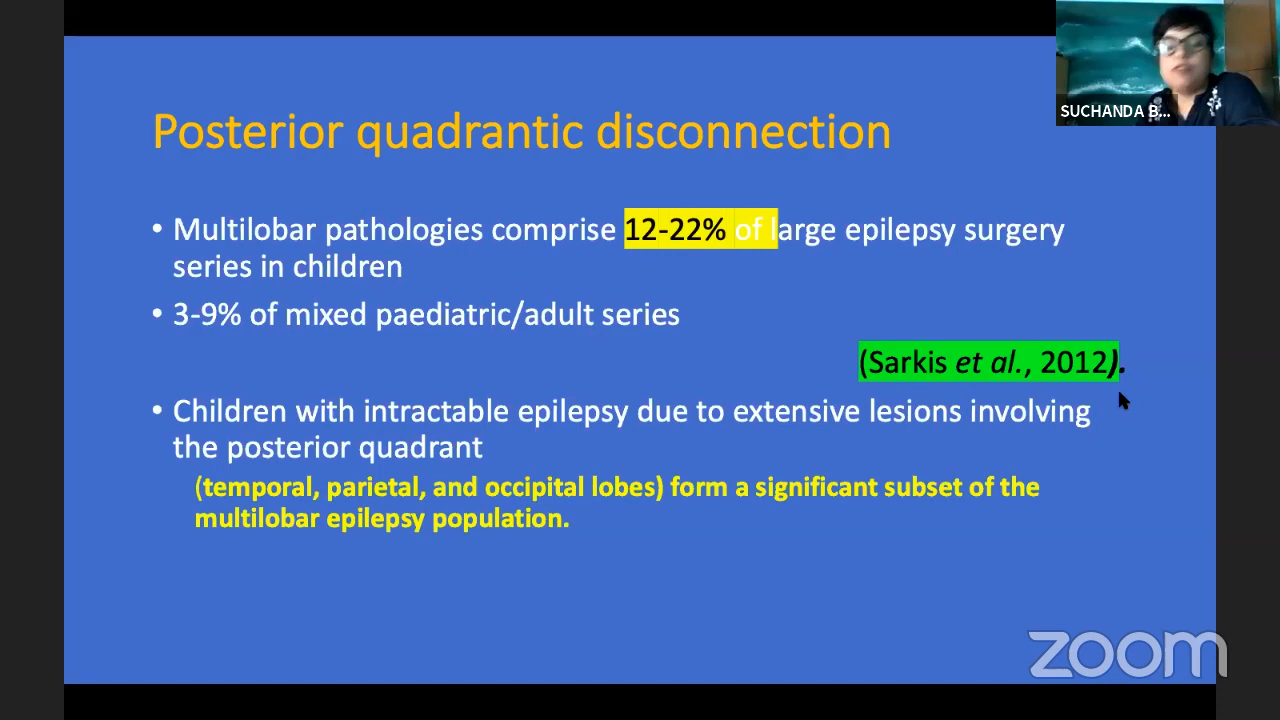 SUCHANDA B...
Posterior quadrantic disconnection
• Multilobar pathologies comprise 12-22% of large epilepsy surgery
series in children
• 3-9% of mixed paediatric/adult series
(Sarkis et al., 2012).
• Children with intractable epilepsy due to extensive lesions involving
the posterior quadrant
(temporal, parietal, and occipital lobes) form a significant subset of the
multilobar epilepsy population.
zoom